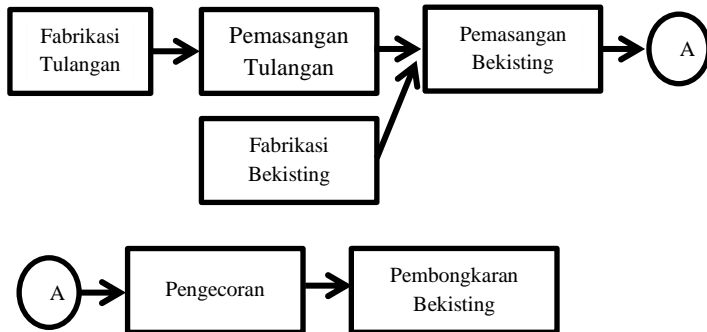 Fabrikasi
Tulangan
Pemasangan
Tulangan
Pemasangan
Bekisting
A
Fabrikasi
Bekisting
A
Pengecoran
Pembongkaran
Bekisting